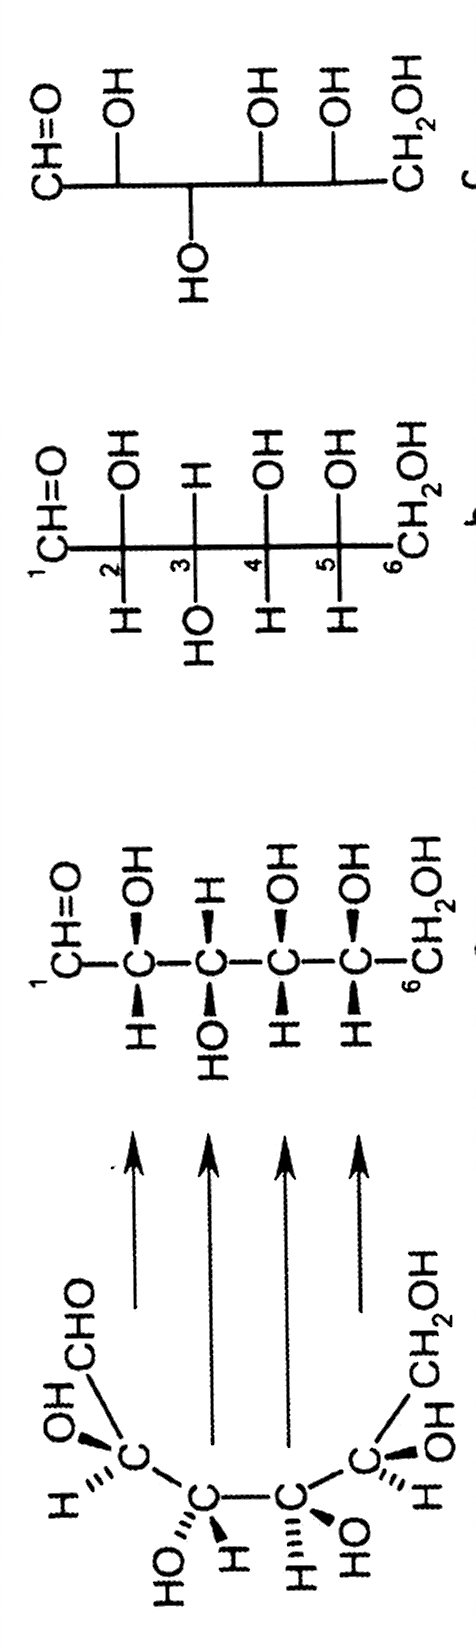 H OH CHO
C
HO C
H
H C
HO
C
H OH CH₂OH
¹CH=O
H C OH
HO C H
H C OH
H C OH
⁶CH₂OH
¹CH=O
H 2 OH
HO 3 H
H 4 OH
H 5 OH
⁶CH₂OH
CH=O
OH
HO
OH
OH
CH₂OH